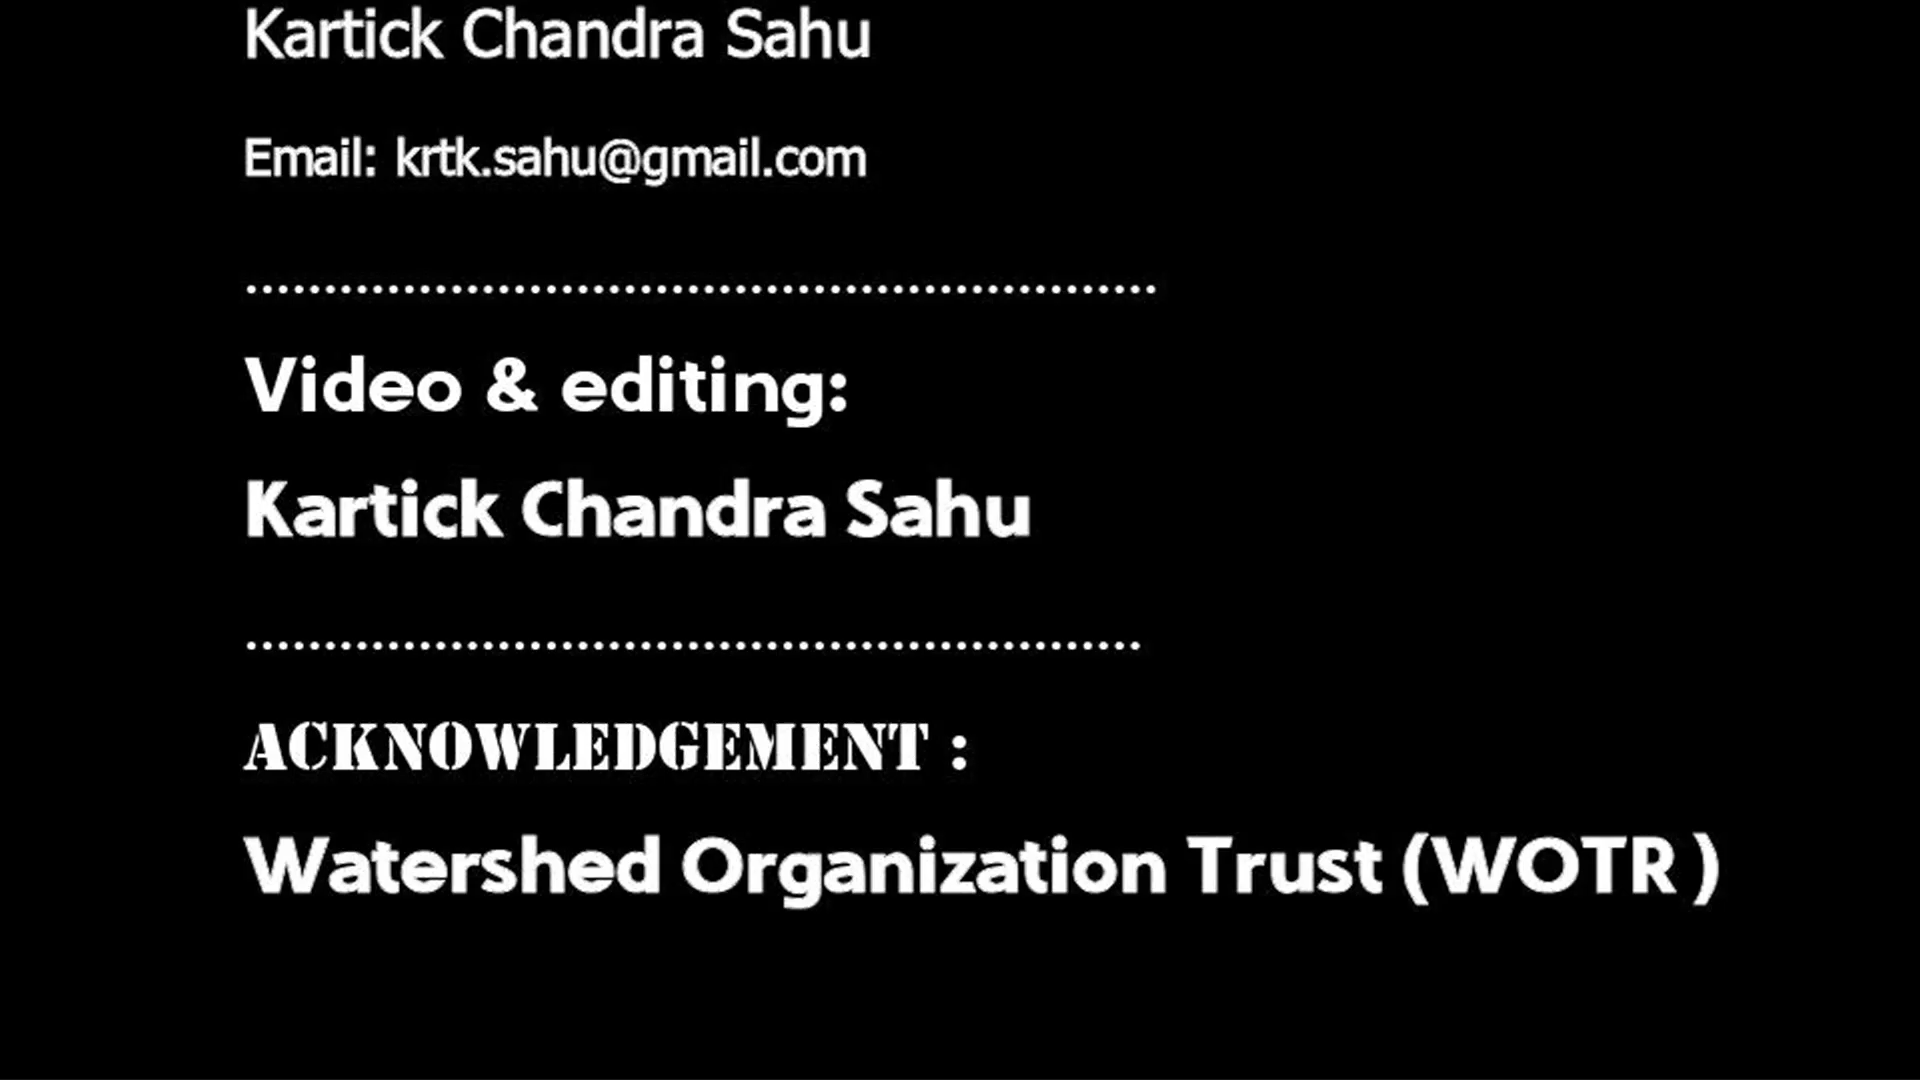 Kartick Chandra Sahu
Email: krtk.sahu@gmail.com
...........................................................
Video & editing:
Kartick Chandra Sahu
..........................................................
ACKNOWLEDGEMENT :
Watershed Organization Trust (WOTR )